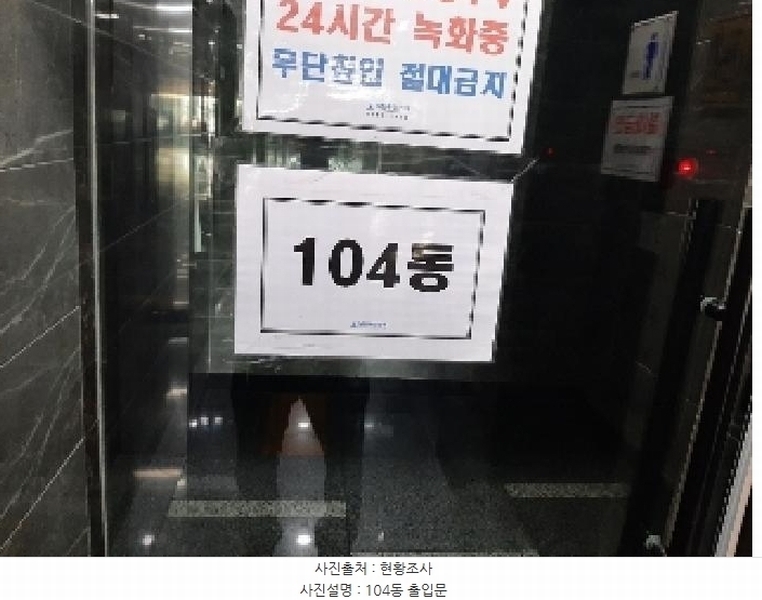 24시간 녹화중
무단침입 절대금지
104동
사진출처 : 현황조사
사진설명 : 104동 출입문